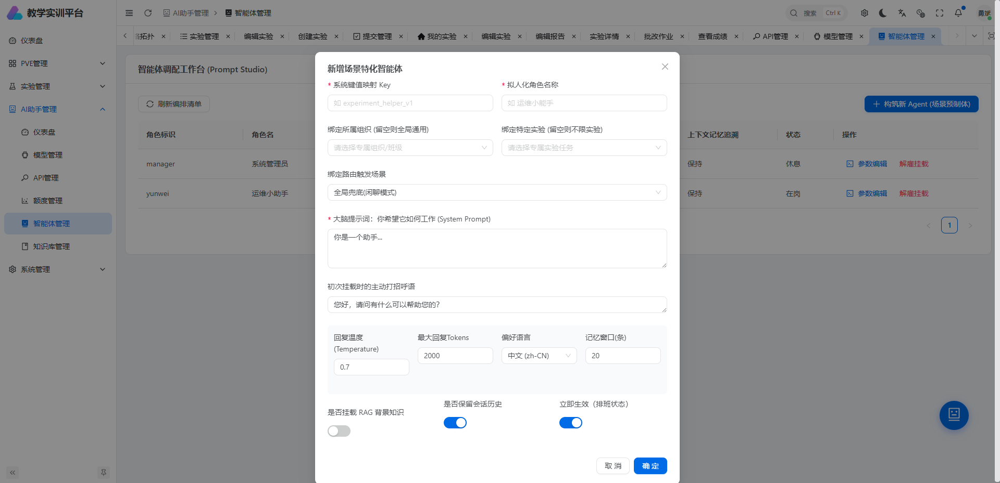 教学实训平台
AI助手管理
智能体管理
搜索
Ctrl K
勇斌
仪表盘
PVE管理
实验管理
AI助手管理
仪表盘
模型管理
API管理
额度管理
智能体管理
知识库管理
系统管理
拓扑
实验管理
编辑实验
创建实验
提交管理
我的实验
编辑实验
编辑报告
实验详情
批改作业
查看成绩
API管理
模型管理
智能体管理
智能体调配工作台 (Prompt Studio)
刷新编排清单
构筑新 Agent (场景预制体)
角色标识
角色名
上下文记忆追溯
状态
操作
manager
系统管理员
保持
休息
参数编辑
解雇挂载
yunwei
运维小助手
保持
在岗
参数编辑
解雇挂载
1
新增场景特化智能体
* 系统键值映射 Key
* 拟人化角色名称
如 experiment_helper_v1
如 运维小能手
绑定所属组织 (留空则全局通用)
绑定特定实验 (留空则不限实验)
请选择专属组织/班级
请选择专属实验任务
绑定路由触发场景
全局兜底(闲聊模式)
* 大脑提示词：你希望它如何工作 (System Prompt)
你是一个助手...
初次挂载时的主动打招呼语
您好，请问有什么可以帮助您的?
回复温度
(Temperature)
最大回复Tokens
偏好语言
记忆窗口(条)
0.7
2000
中文 (zh-CN)
20
是否挂载 RAG 背景知识
是否保留会话历史
立即生效（排班状态）
取 消
确 定